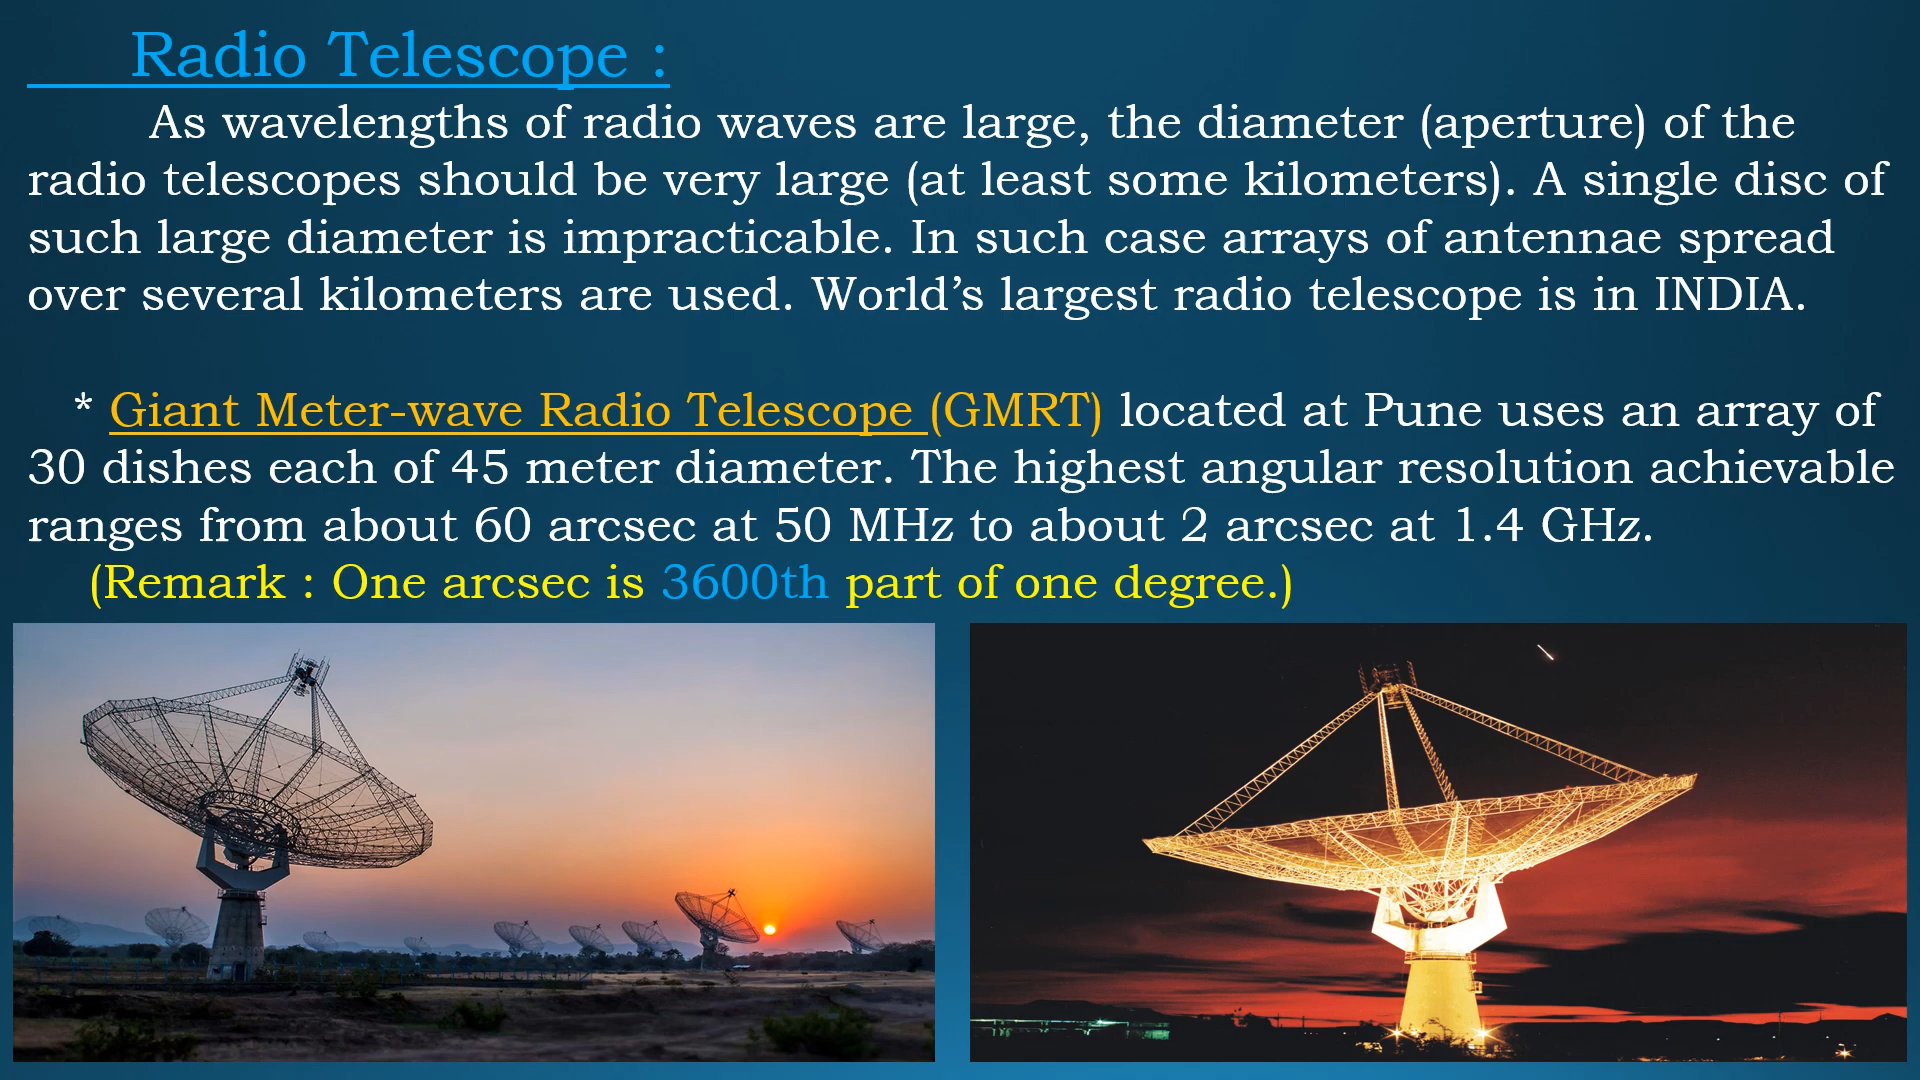 Radio Telescope :
As wavelengths of radio waves are large, the diameter (aperture) of the
radio telescopes should be very large (at least some kilometers). A single disc of
such large diameter is impracticable. In such case arrays of antennae spread
over several kilometers are used. World’s largest radio telescope is in INDIA.
* Giant Meter-wave Radio Telescope (GMRT) located at Pune uses an array of
30 dishes each of 45 meter diameter. The highest angular resolution achievable
ranges from about 60 arcsec at 50 MHz to about 2 arcsec at 1.4 GHz.
(Remark : One arcsec is 3600th part of one degree.)